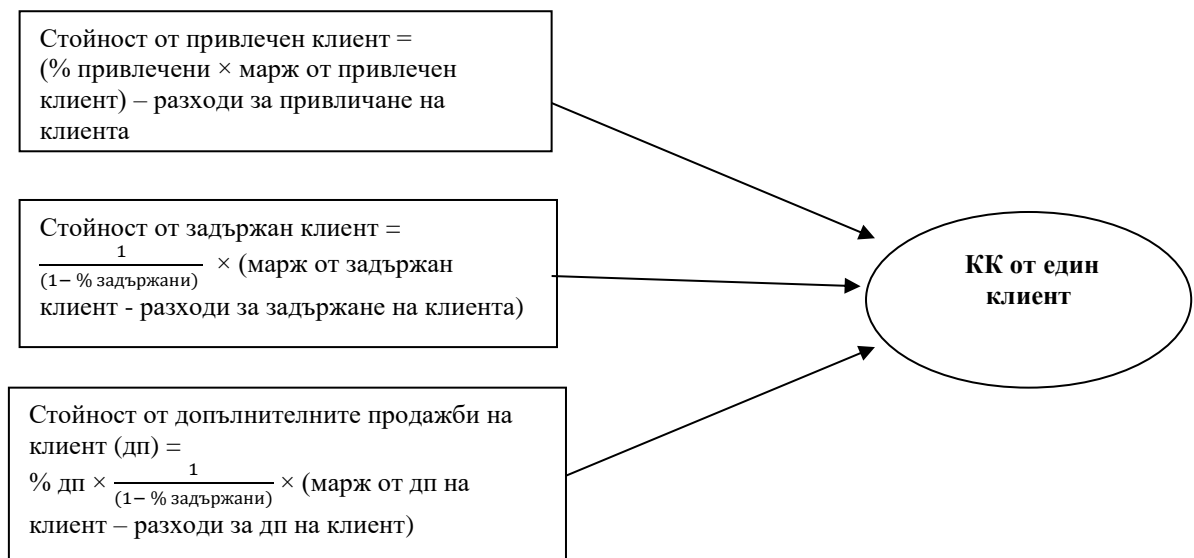 Стойност от привлечен клиент =
(% привлечени × марж от привлечен
клиент) – разходи за привличане на
клиента
Стойност от задържан клиент =
1/(1– % задържани) × (марж от задържан
клиент - разходи за задържане на клиента)
Стойност от допълнителните продажби на
клиент (дп) =
% дп × 1/(1– % задържани) × (марж от дп на
клиент – разходи за дп на клиент)
КК от един
клиент